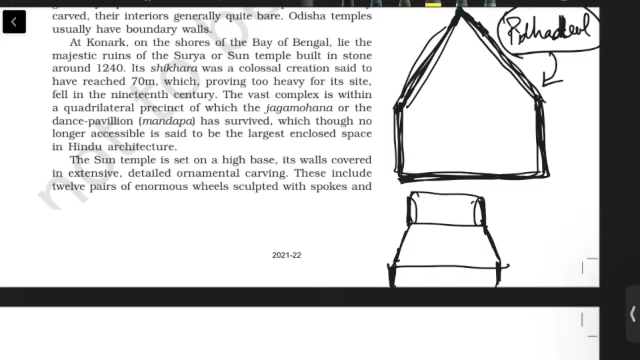 carved, their interiors generally quite bare. Odisha temples
usually have boundary walls.
At Konark, on the shores of the Bay of Bengal, lie the
majestic ruins of the Surya or Sun temple built in stone
around 1240. Its shikhara was a colossal creation said to
have reached 70m, which, proving too heavy for its site,
fell in the nineteenth century. The vast complex is within
a quadrilateral precinct of which the jagamohana or the
dance-pavillion (mandapa) has survived, which though no
longer accessible is said to be the largest enclosed space
in Hindu architecture.
The Sun temple is set on a high base, its walls covered
in extensive, detailed ornamental carving. These include
twelve pairs of enormous wheels sculpted with spokes and
2021-22